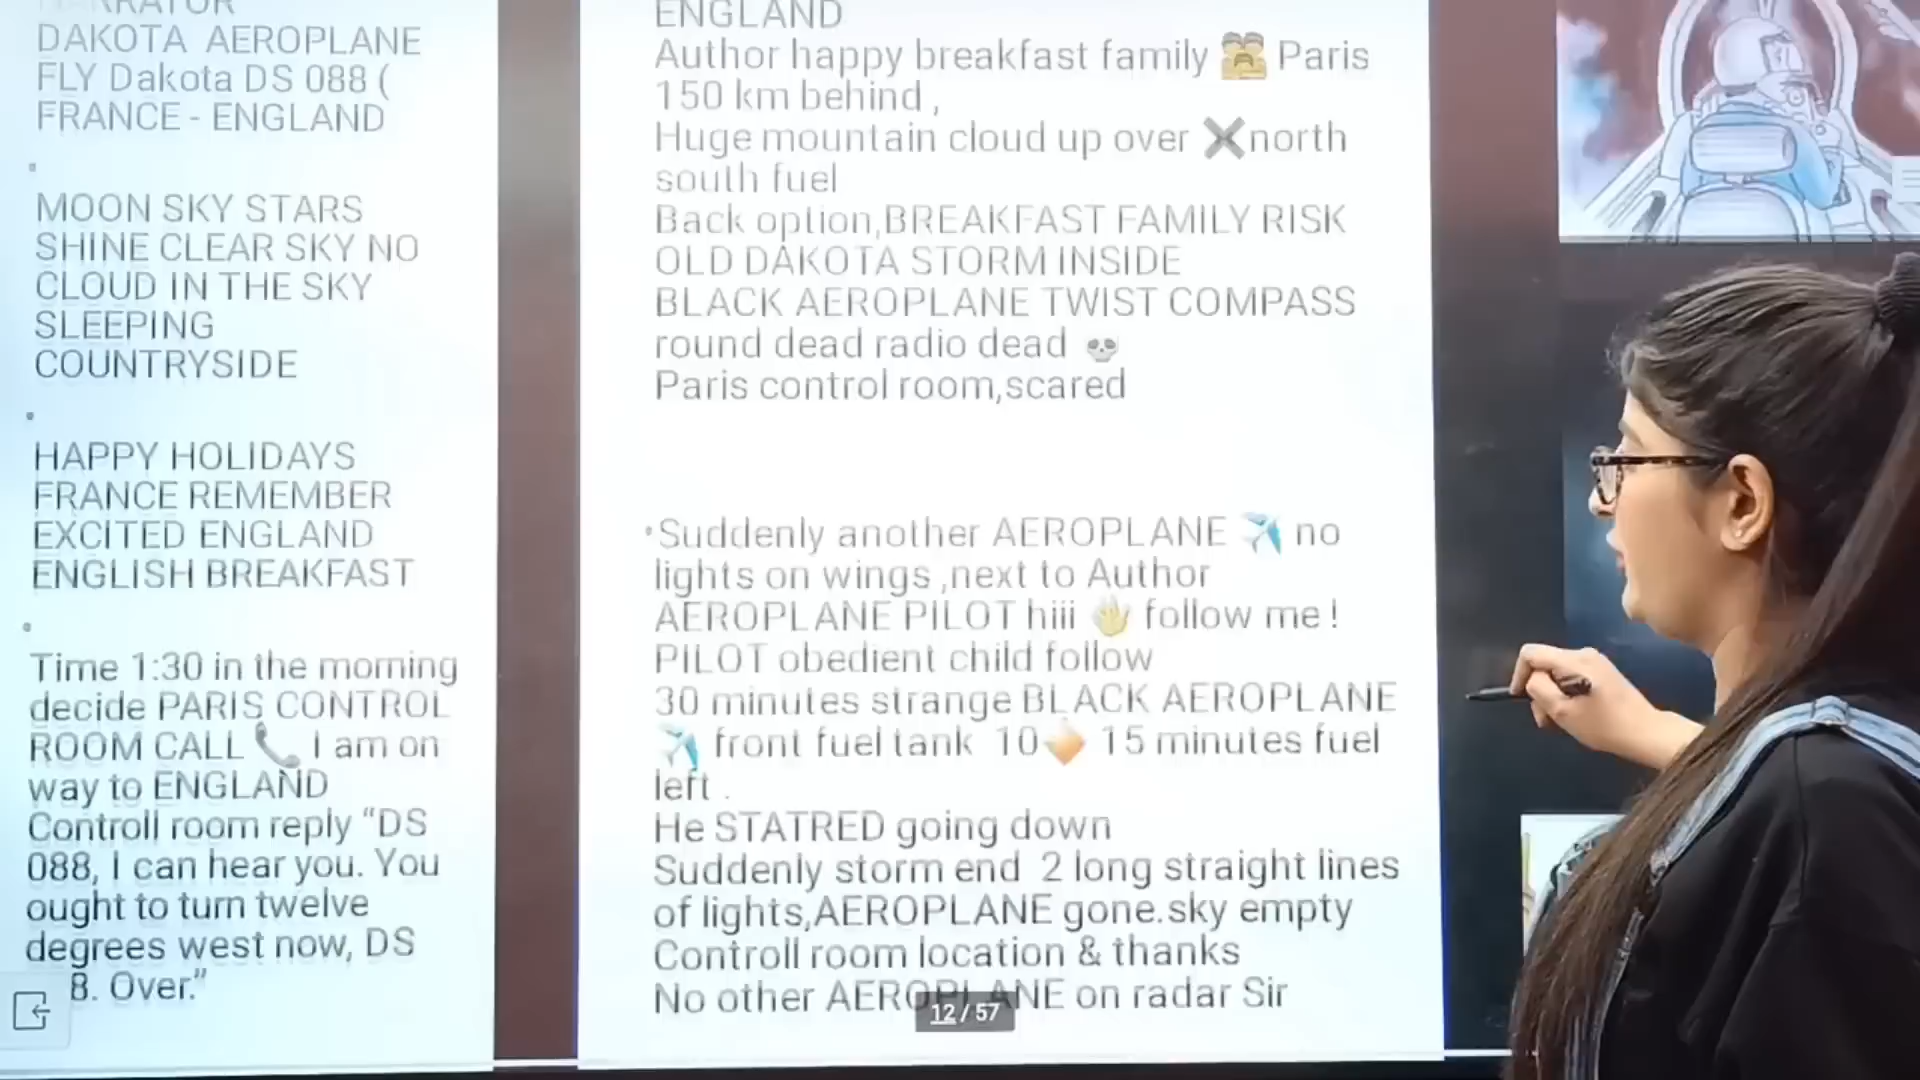 NARRATOR
DAKOTA AEROPLANE
FLY Dakota DS 088 (
FRANCE - ENGLAND
MOON SKY STARS
SHINE CLEAR SKY NO
CLOUD IN THE SKY
SLEEPING
COUNTRYSIDE
HAPPY HOLIDAYS
FRANCE REMEMBER
EXCITED ENGLAND
ENGLISH BREAKFAST
Time 1:30 in the morning
decide PARIS CONTROL
ROOM CALL 📞 I am on
way to ENGLAND
Controll room reply “DS
088, I can hear you. You
ought to turn twelve
degrees west now, DS
8. Over.”
ENGLAND
Author happy breakfast family Paris
150 km behind ,
Huge mountain cloud up over ✖north
south fuel
Back option,BREAKFAST FAMILY RISK
OLD DAKOTA STORM INSIDE
BLACK AEROPLANE TWIST COMPASS
round dead radio dead 💀
Paris control room,scared
•Suddenly another AEROPLANE ✈ no
lights on wings ,next to Author
AEROPLANE PILOT hiii 👋 follow me !
PILOT obedient child follow
30 minutes strange BLACK AEROPLANE
✈ front fuel tank 10🔸 15 minutes fuel
left .
He STATRED going down
Suddenly storm end 2 long straight lines
of lights,AEROPLANE gone.sky empty
Controll room location & thanks
No other AEROPLANE on radar Sir
12 / 57